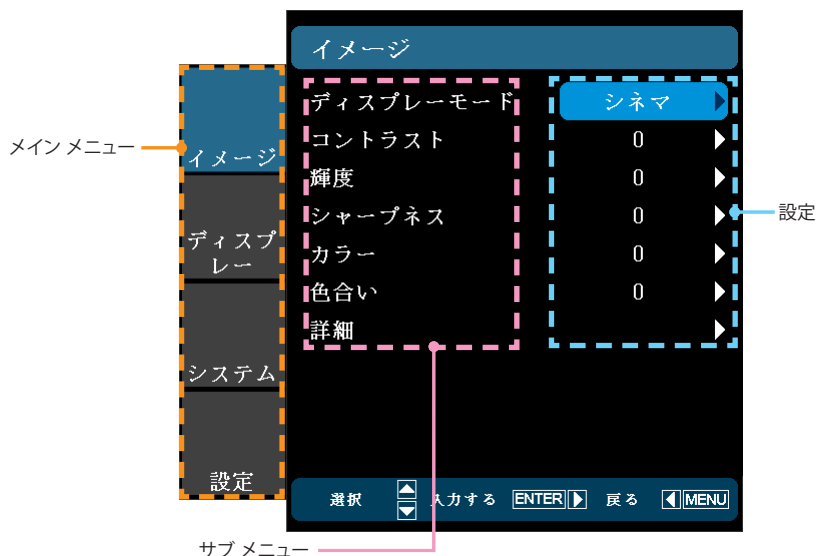 イメージ
ディスプレーモード シネマ
コントラスト 0
輝度 0
シャープネス 0
カラー 0
色合い 0
詳細
メイン メニュー
イメージ
ディスプ
レー
システム
設定
設定
選択 入力する ENTER 戻る MENU
サブ メニュー